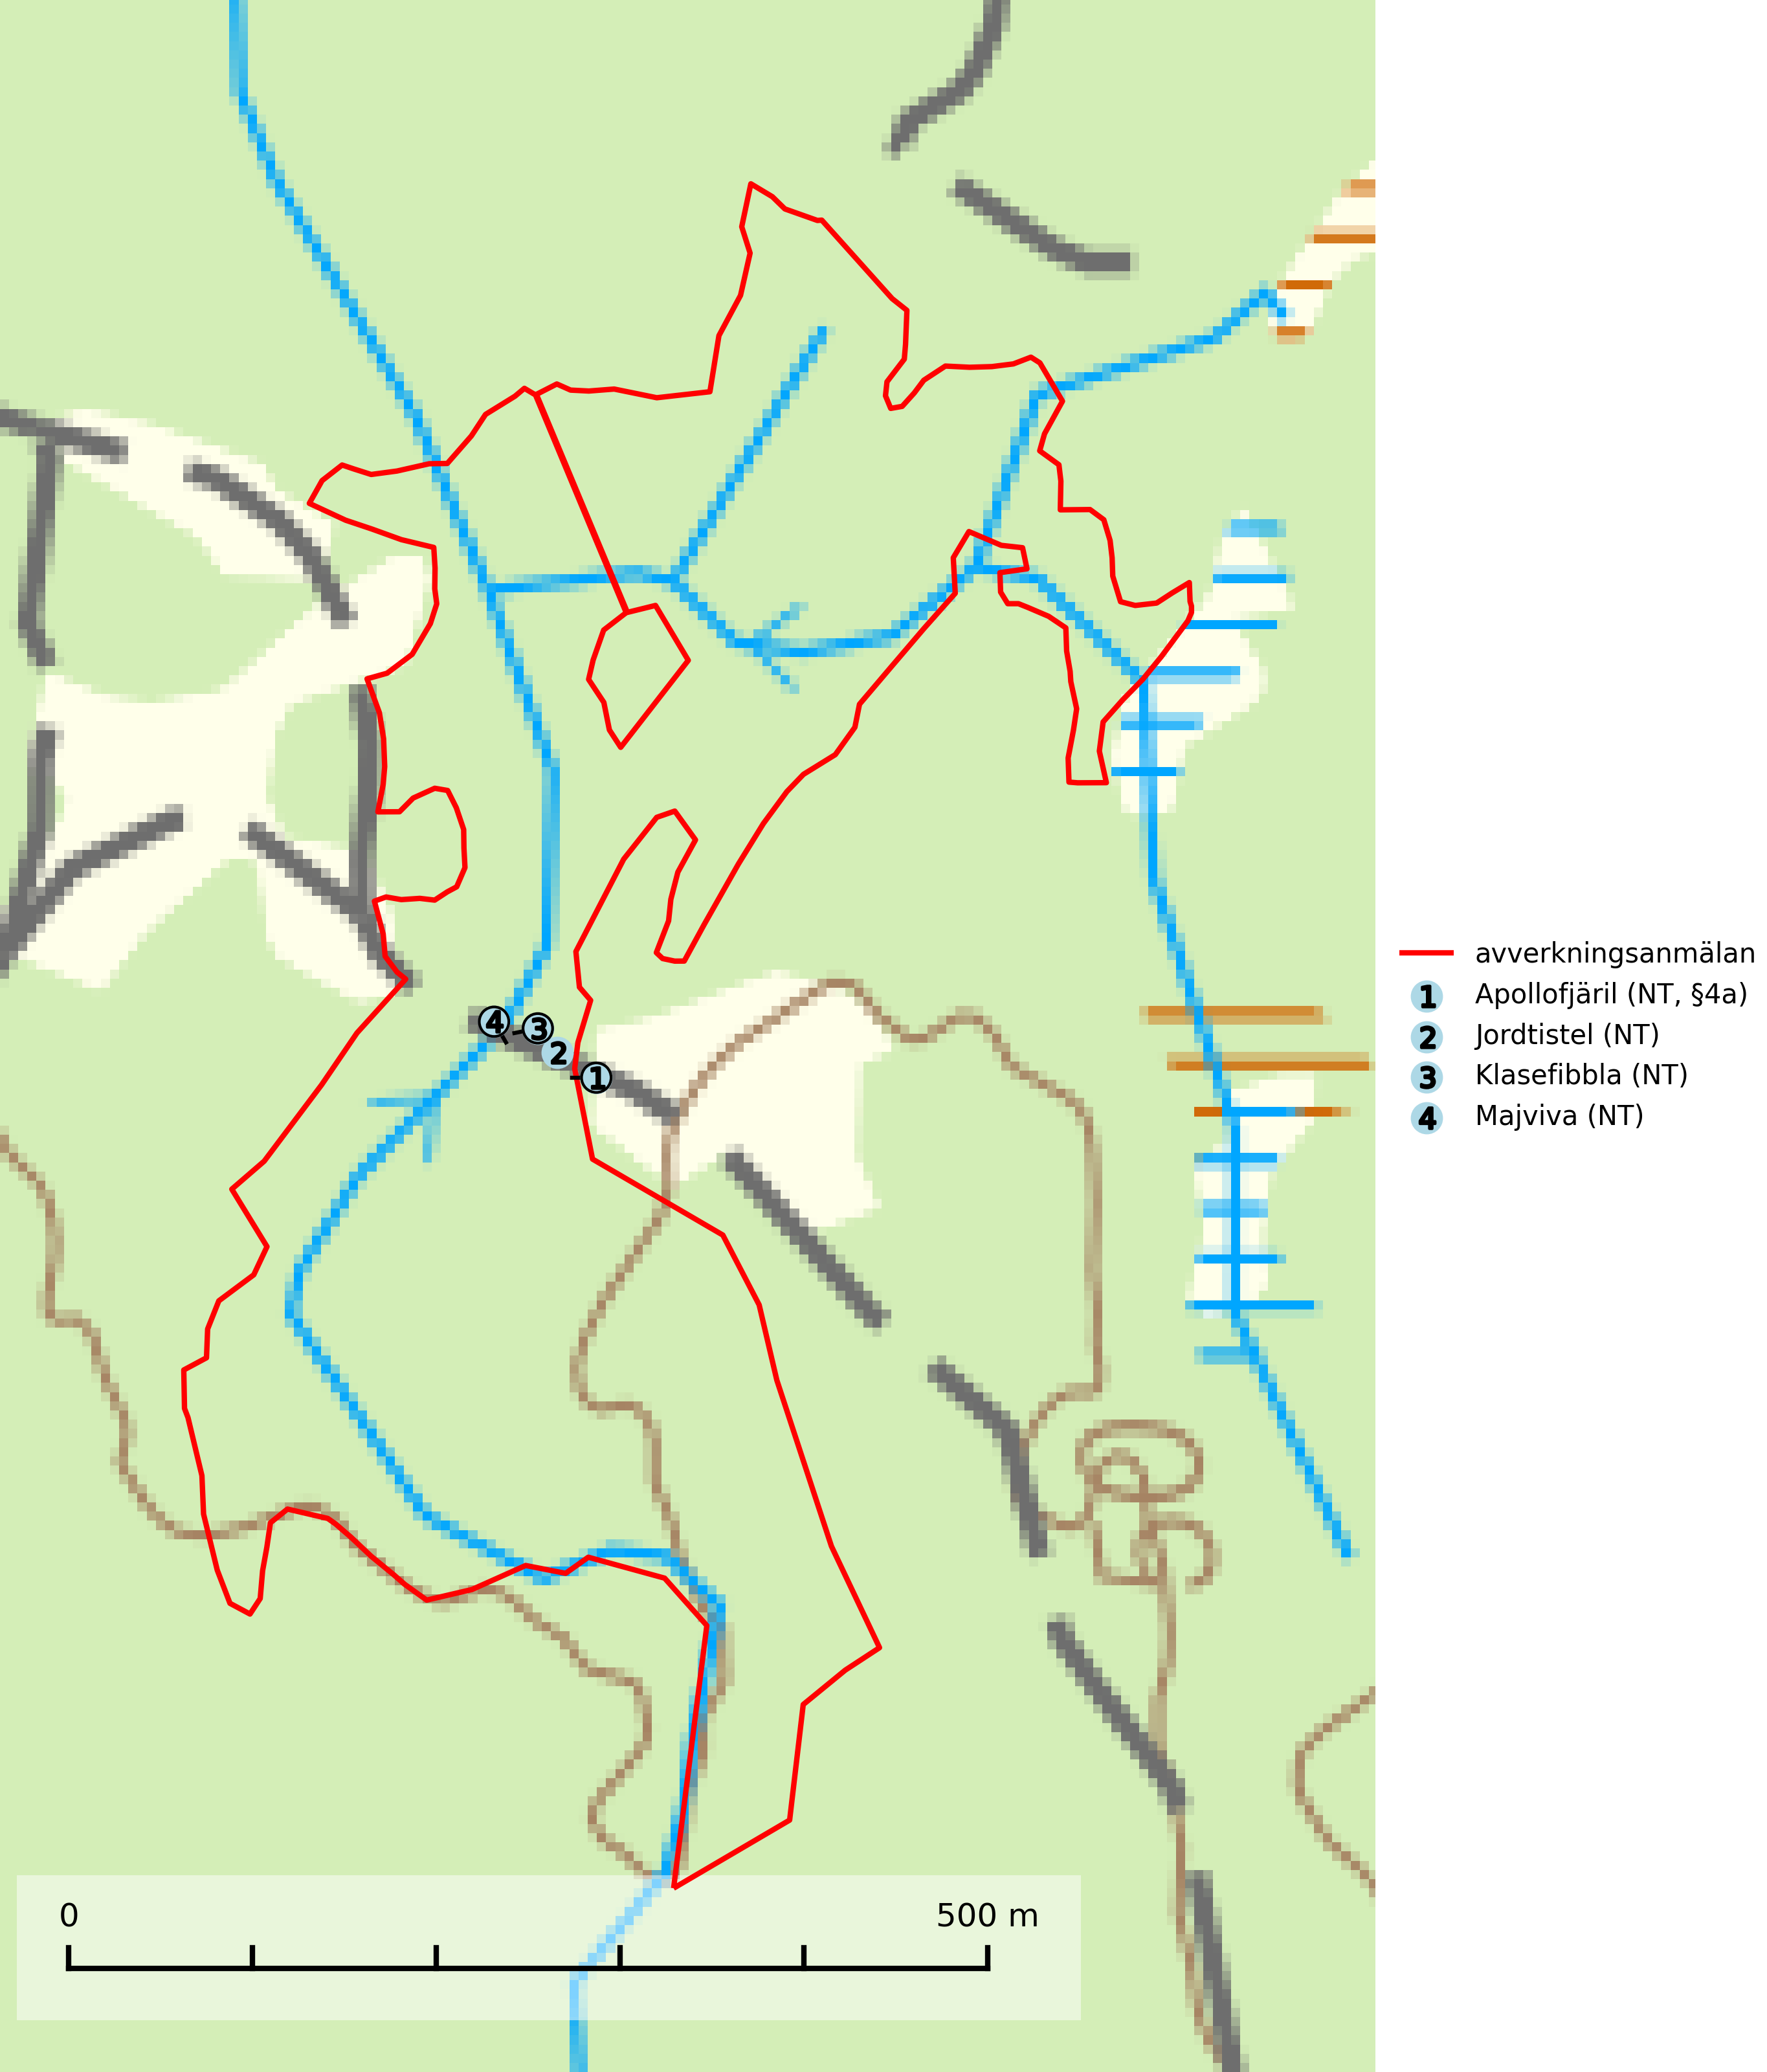 4
3
2
1
avverkningsanmälan
1 Apollofjäril (NT, §4a)
2 Jordtistel (NT)
3 Klasefibbla (NT)
4 Majviva (NT)
0 500 m